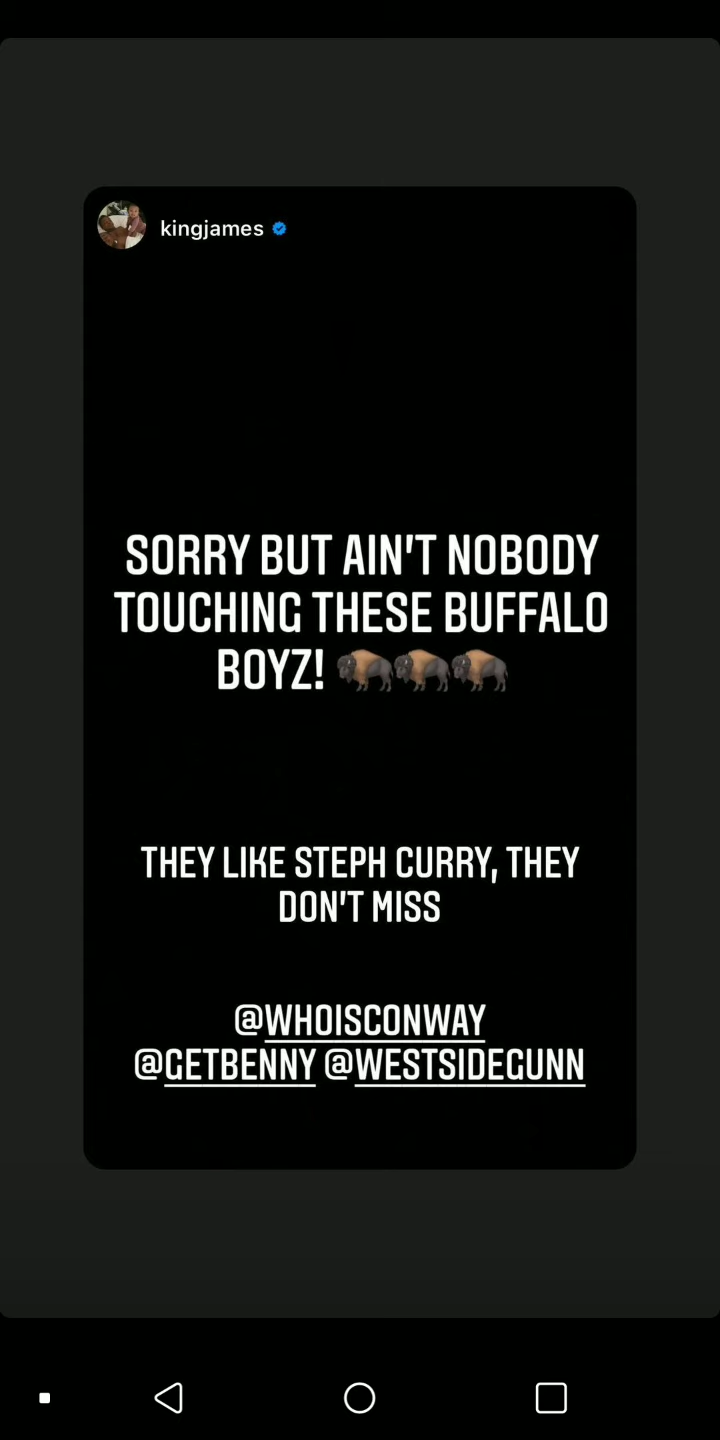 kingjames
SORRY BUT AIN'T NOBODY
TOUCHING THESE BUFFALO
BOYZ! 🦬🦬🦬
THEY LIKE STEPH CURRY, THEY
DON'T MISS
@WHOISCONWAY
@GETBENNY @WESTSIDEGUNN